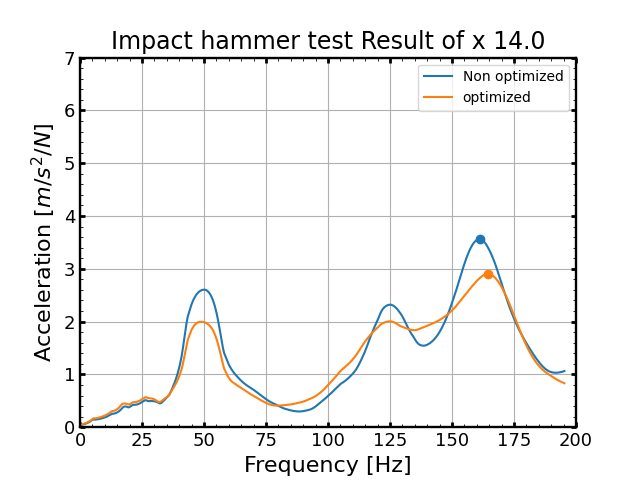 Impact hammer test Result of x 14.0
Non optimized
optimized
7
6
5
4
3
2
1
0
Acceleration [m/s²/N]
0 25 50 75 100 125 150 175 200
Frequency [Hz]